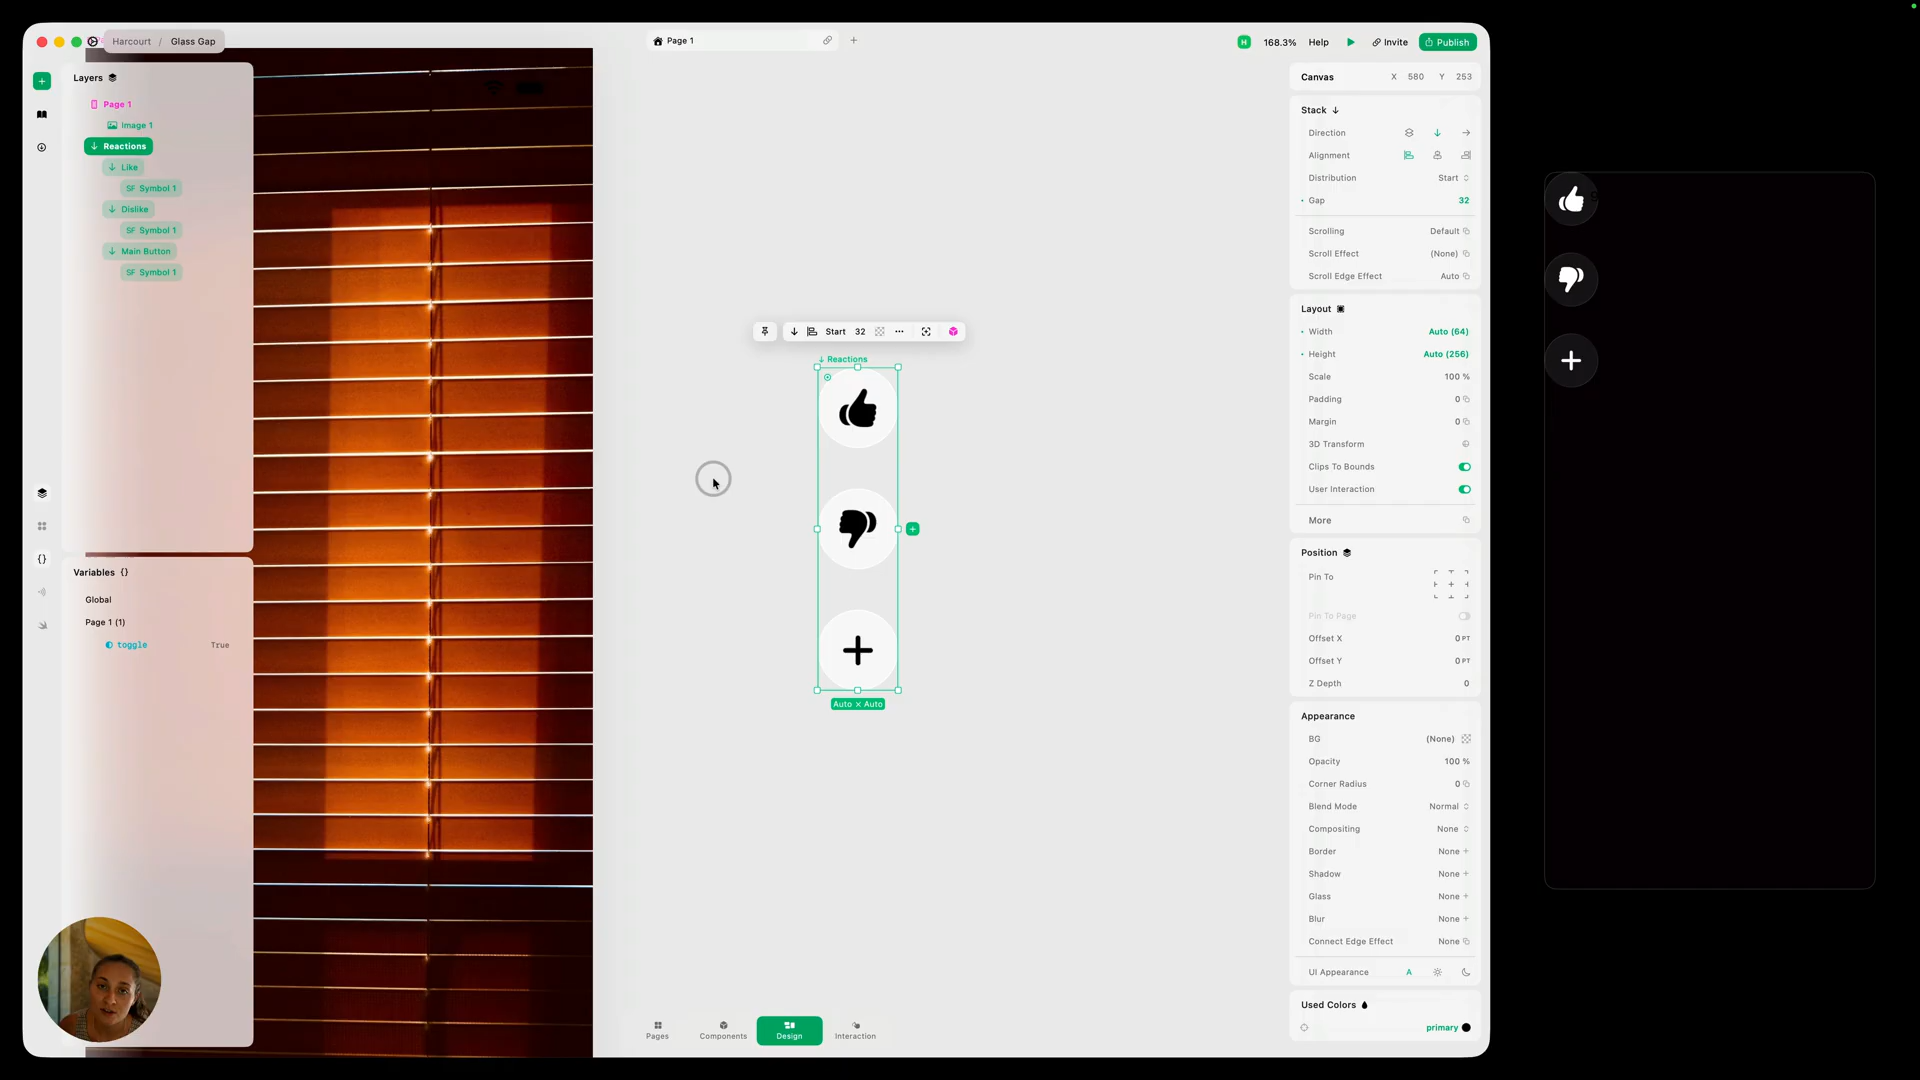 Harcourt / Glass Gap
Page 1
168.3%
Help
Invite
Publish
Layers
Page 1
Image 1
Reactions
Like
SF Symbol 1
Dislike
SF Symbol 1
Main Button
SF Symbol 1
Variables {}
Global
Page 1 (1)
toggle True
Start 32
Reactions
Auto × Auto
Pages
Components
Design
Interaction
Canvas X 580 Y 253
Stack
Direction
Alignment
Distribution Start
Gap 32
Scrolling Default
Scroll Effect (None)
Scroll Edge Effect Auto
Layout
Width Auto (64)
Height Auto (256)
Scale 100 %
Padding 0
Margin 0
3D Transform
Clips To Bounds
User Interaction
More
Position
Pin To
Pin To Page
Offset X 0 PT
Offset Y 0 PT
Z Depth 0
Appearance
BG (None)
Opacity 100 %
Corner Radius 0
Blend Mode Normal
Compositing None
Border None
Shadow None
Glass None
Blur None
Connect Edge Effect None
UI Appearance A
Used Colors
primary